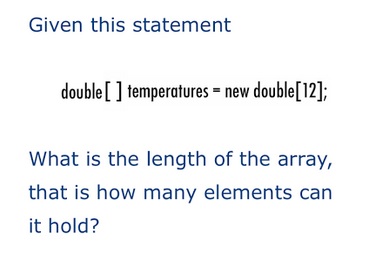 Given this statement
double[ ] temperatures = new double[12];
What is the length of the array,
that is how many elements can
it hold?